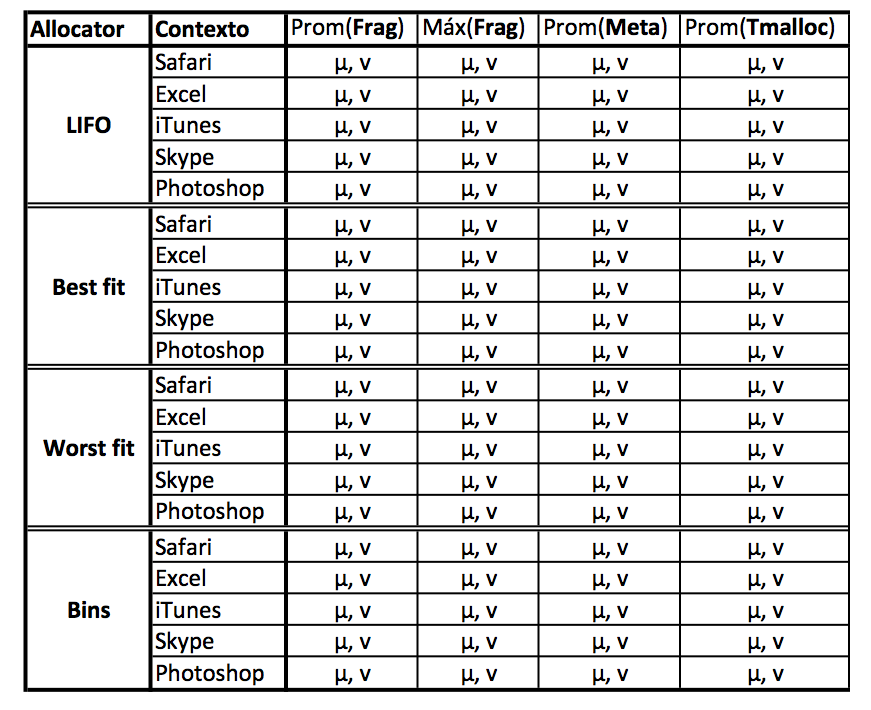 Allocator Contexto Prom(Frag) Máx(Frag) Prom(Meta) Prom(Tmalloc)
LIFO
Safari μ, ν μ, ν μ, ν μ, ν
Excel μ, ν μ, ν μ, ν μ, ν
iTunes μ, ν μ, ν μ, ν μ, ν
Skype μ, ν μ, ν μ, ν μ, ν
Photoshop μ, ν μ, ν μ, ν μ, ν
Best fit
Safari μ, ν μ, ν μ, ν μ, ν
Excel μ, ν μ, ν μ, ν μ, ν
iTunes μ, ν μ, ν μ, ν μ, ν
Skype μ, ν μ, ν μ, ν μ, ν
Photoshop μ, ν μ, ν μ, ν μ, ν
Worst fit
Safari μ, ν μ, ν μ, ν μ, ν
Excel μ, ν μ, ν μ, ν μ, ν
iTunes μ, ν μ, ν μ, ν μ, ν
Skype μ, ν μ, ν μ, ν μ, ν
Photoshop μ, ν μ, ν μ, ν μ, ν
Bins
Safari μ, ν μ, ν μ, ν μ, ν
Excel μ, ν μ, ν μ, ν μ, ν
iTunes μ, ν μ, ν μ, ν μ, ν
Skype μ, ν μ, ν μ, ν μ, ν
Photoshop μ, ν μ, ν μ, ν μ, ν